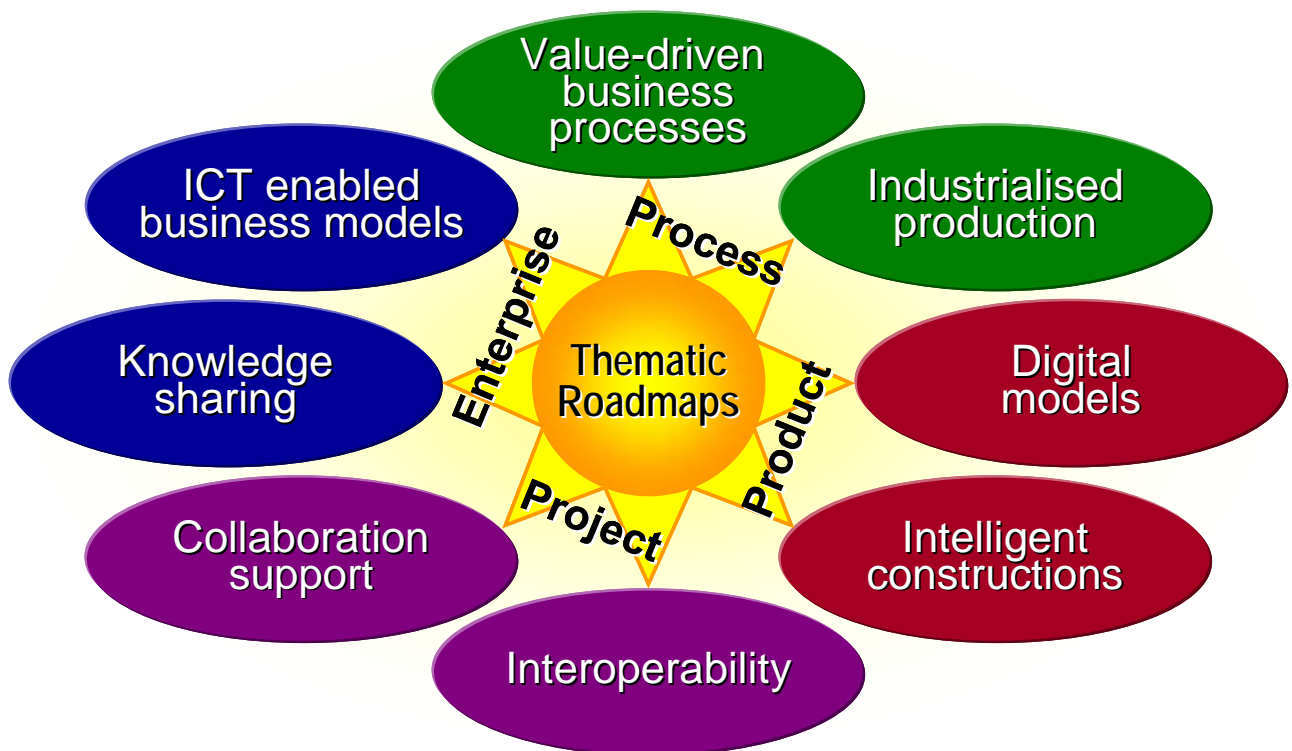 Value-driven
business
processes
ICT enabled
business models
Industrialised
production
Process
Enterprise
Knowledge
sharing
Thematic
Roadmaps
Digital
models
Product
Project
Collaboration
support
Intelligent
constructions
Interoperability